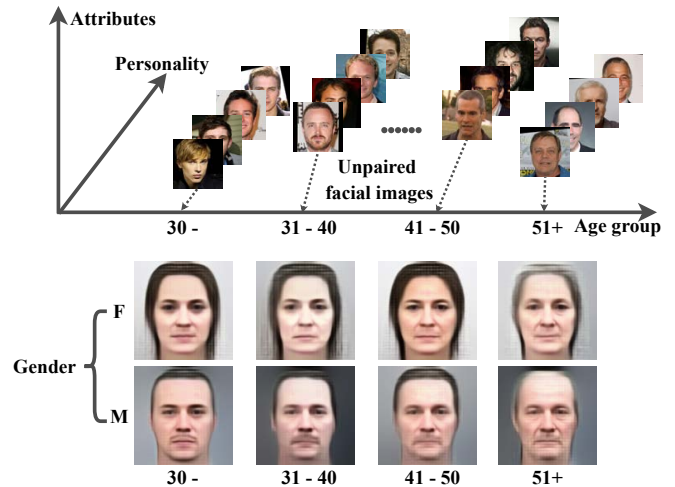 Attributes
Personality
Unpaired
facial images
30 -
31 - 40
41 - 50
51+
Age group
F
Gender
M
30 -
31 - 40
41 - 50
51+